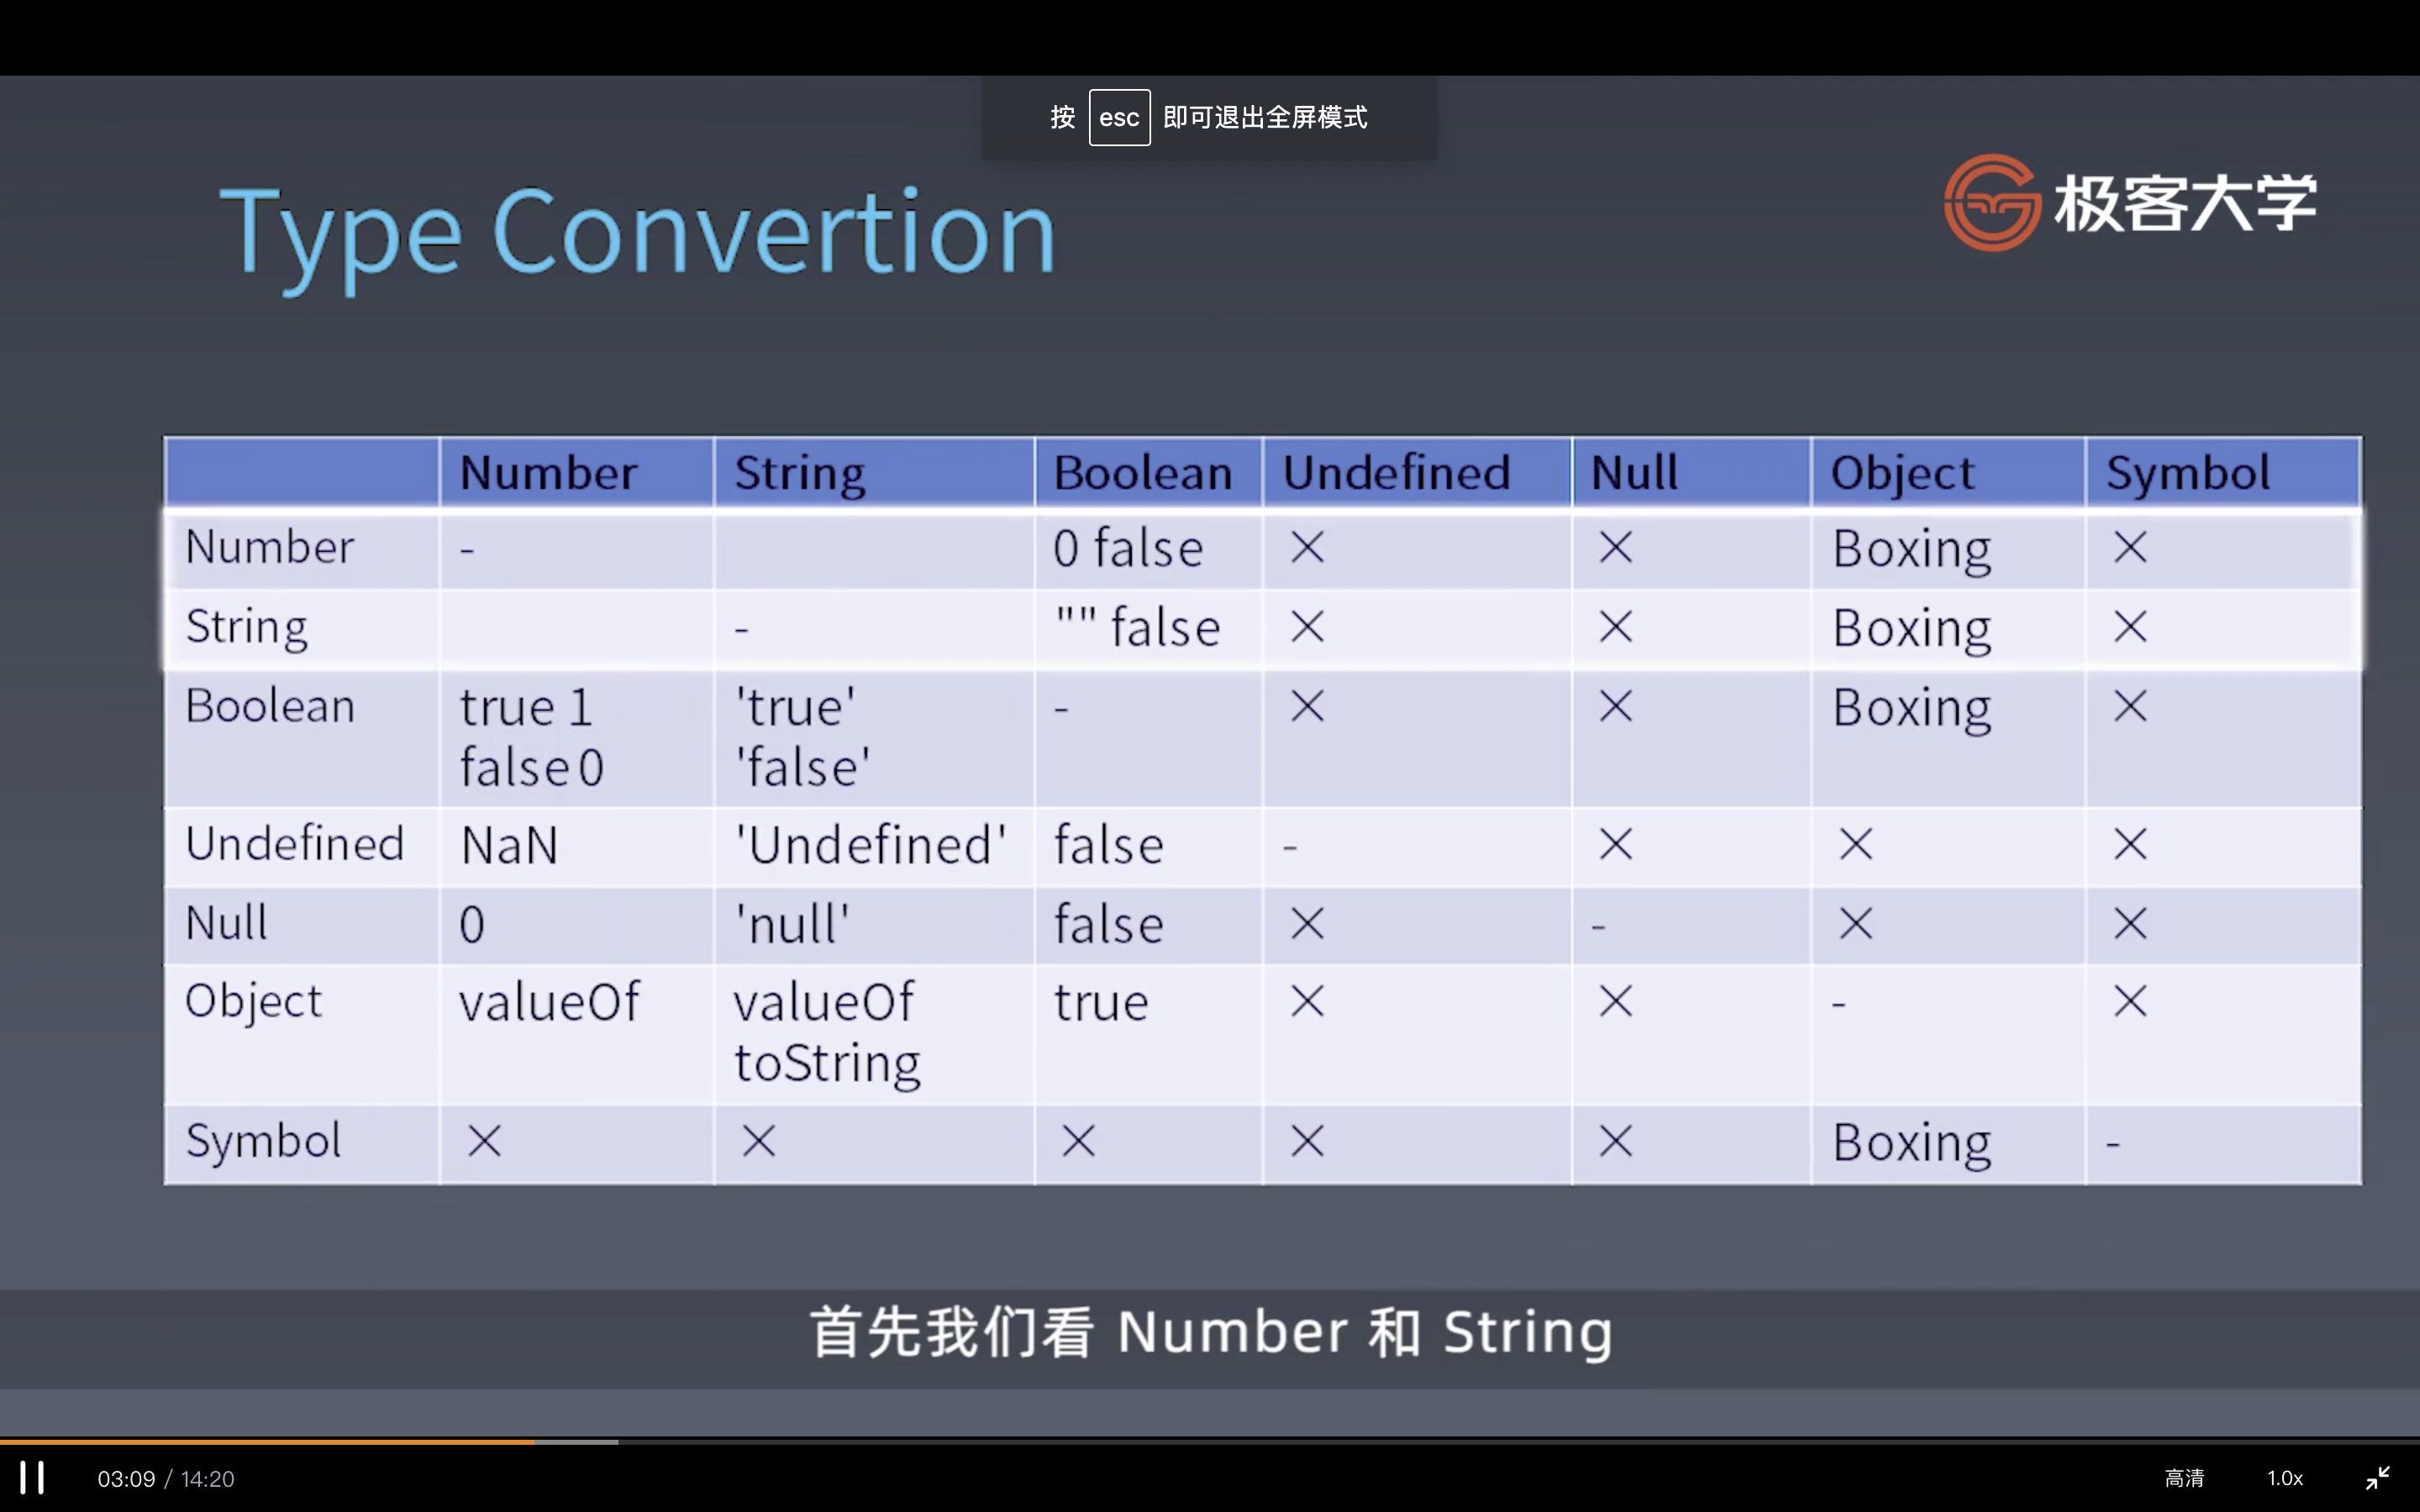 按 esc 即可退出全屏模式
Type Convertion
极客大学
Number String Boolean Undefined Null Object Symbol
Number - 0 false × × Boxing ×
String - "" false × × Boxing ×
Boolean true 1 'true' - × × Boxing ×
false 0 'false'
Undefined NaN 'Undefined' false - × × ×
Null 0 'null' false × - × ×
Object valueOf valueOf true × × - ×
toString
Symbol × × × × × Boxing -
首先我们看 Number 和 String
03:09 / 14:20 高清 1.0x